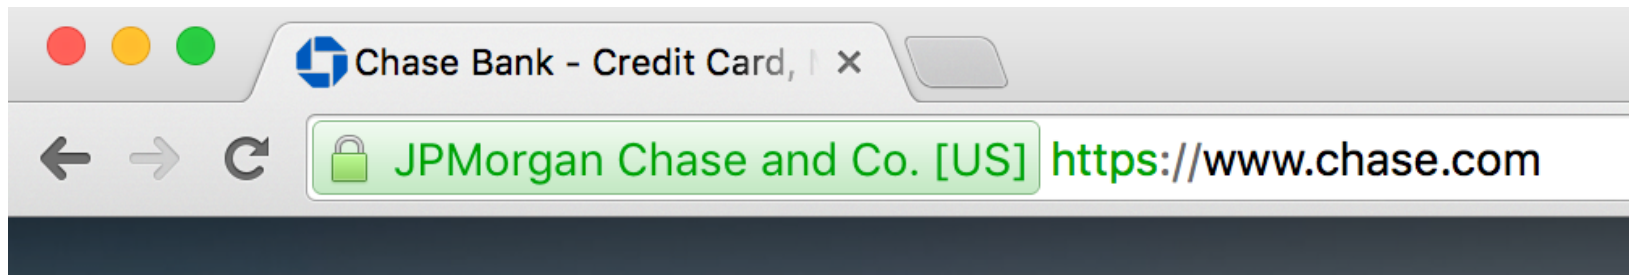 Chase Bank - Credit Card,
JPMorgan Chase and Co. [US] https://www.chase.com